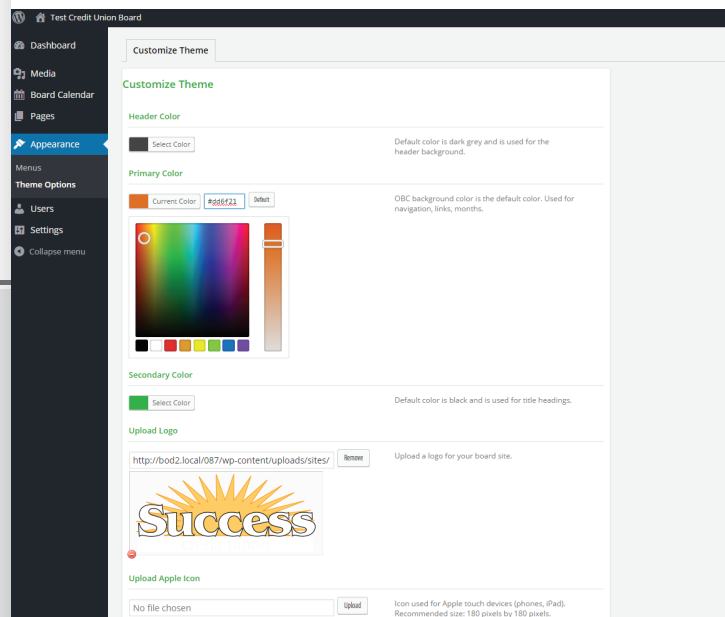 Test Credit Union Board
Dashboard
Media
Board Calendar
Pages
Appearance
Menus
Theme Options
Users
Settings
Collapse menu
Customize Theme
Customize Theme
Header Color
Select Color
Default color is dark grey and is used for the
header background.
Primary Color
Current Color
#dd6f21
Default
OBC background color is the default color. Used for
navigation, links, months.
Secondary Color
Select Color
Default color is black and is used for title headings.
Upload Logo
http://bod2.local/087/wp-content/uploads/sites/
Remove
Upload a logo for your board site.
Success
Upload Apple Icon
No file chosen
Upload
Icon used for Apple touch devices (phones, iPad).
Recommended size: 180 pixels by 180 pixels.